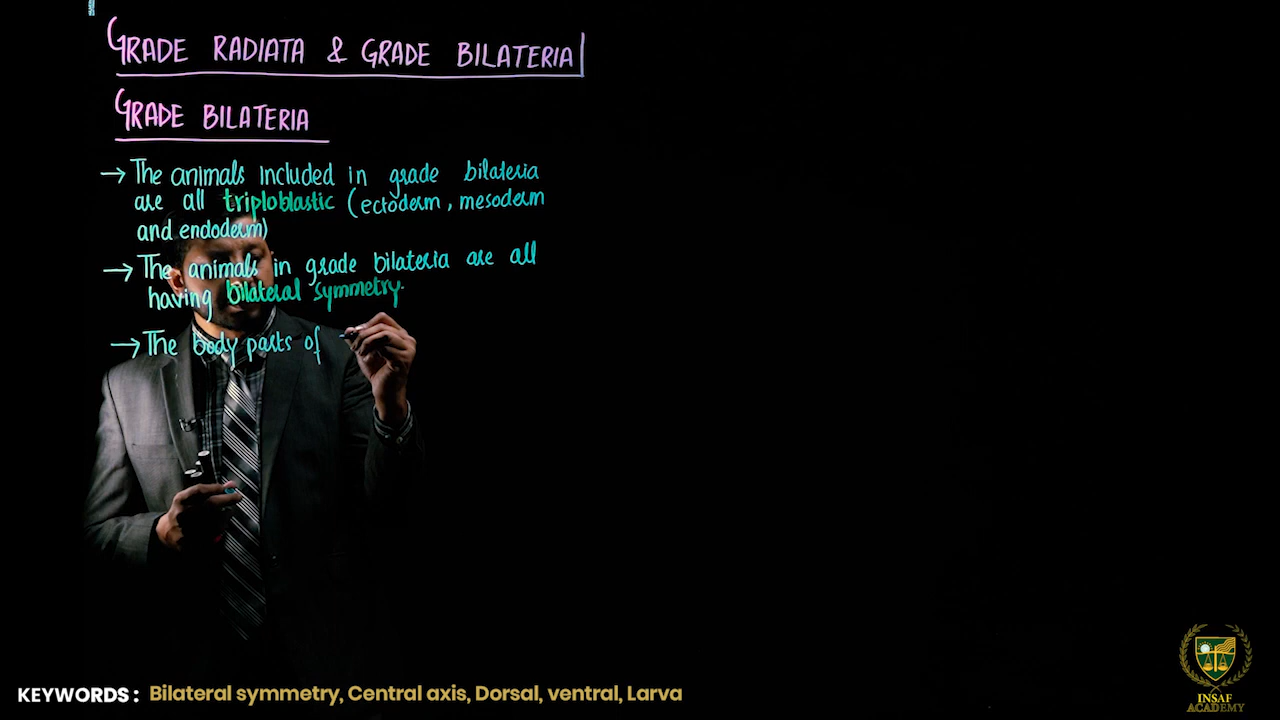 GRADE RADIATA & GRADE BILATERIA
GRADE BILATERIA
→ The animals included in grade bilateria
are all triploblastic (ectoderm, mesoderm
and endoderm)
→ The animals in grade bilateria are all
having bilateral symmetry.
→ The body parts of
KEYWORDS: Bilateral symmetry, Central axis, Dorsal, ventral, Larva
INSAF
ACADEMY